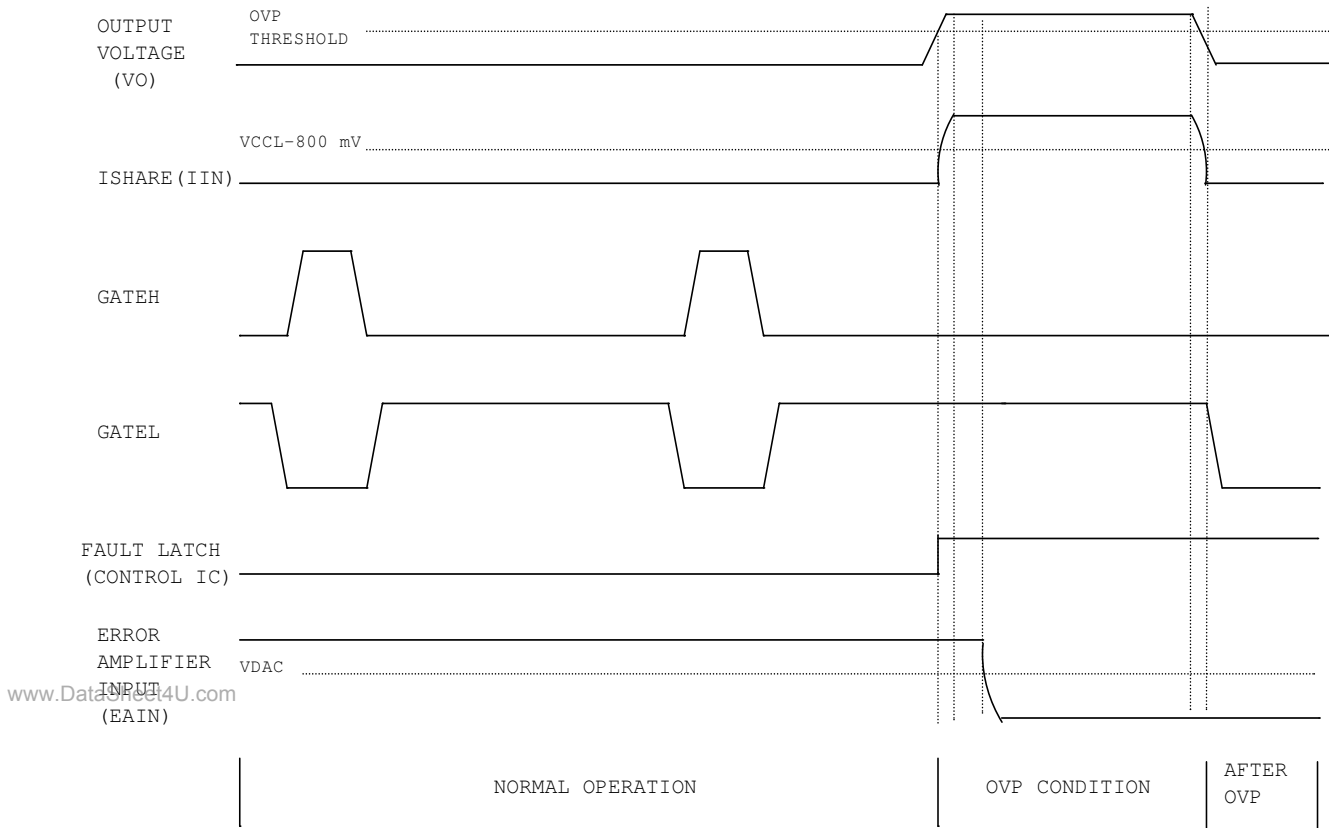 OUTPUT
VOLTAGE
(VO)
OVP
THRESHOLD
VCCL-800 mV
ISHARE(IIN)
GATEH
GATEL
FAULT LATCH
(CONTROL IC)
ERROR
AMPLIFIER
INPUT
(EAIN)
VDAC
www.DataSheet4U.com
NORMAL OPERATION
OVP CONDITION
AFTER
OVP